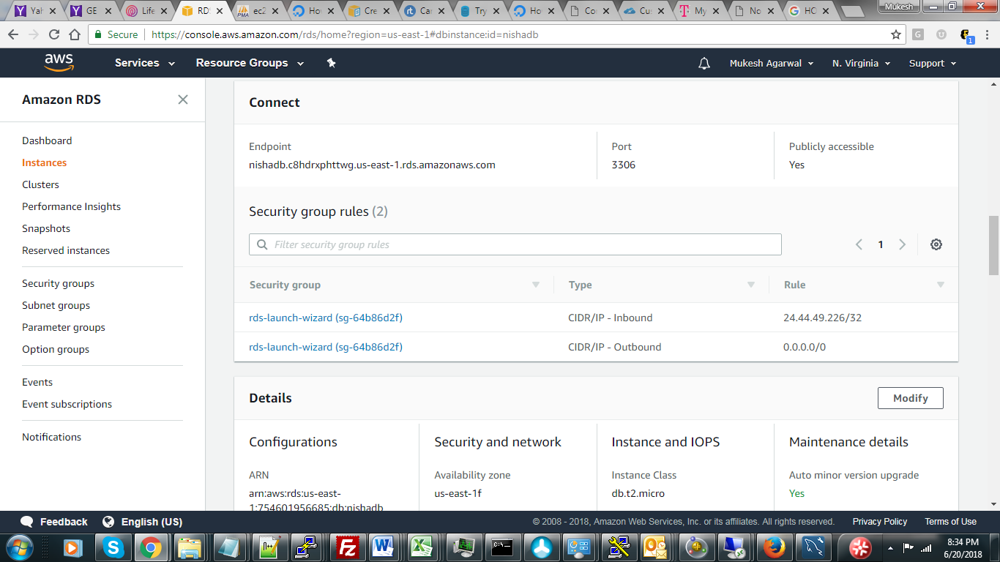 Yah
GE
Life
RDS
ec2
Hov
Cre
Car
Try
Hov
Cor
Cus
My
No
HC
Mukesh
Secure
https://console.aws.amazon.com/rds/home?region=us-east-1#dbinstance:id=nishadb
aws
Services
Resource Groups
Mukesh Agarwal
N. Virginia
Support
Amazon RDS
Dashboard
Instances
Clusters
Performance Insights
Snapshots
Reserved instances
Security groups
Subnet groups
Parameter groups
Option groups
Events
Event subscriptions
Notifications
Connect
Endpoint
nishadb.c8hdrxphttwg.us-east-1.rds.amazonaws.com
Port
3306
Publicly accessible
Yes
Security group rules (2)
Filter security group rules
1
Security group Type Rule
rds-launch-wizard (sg-64b86d2f) CIDR/IP - Inbound 24.44.49.226/32
rds-launch-wizard (sg-64b86d2f) CIDR/IP - Outbound 0.0.0.0/0
Details
Modify
Configurations
ARN
arn:aws:rds:us-east-
1:754601956685:db:nishadb
Security and network
Availability zone
us-east-1f
Instance and IOPS
Instance Class
db.t2.micro
Maintenance details
Auto minor version upgrade
Yes
Feedback
English (US)
© 2008 - 2018, Amazon Web Services, Inc. or its affiliates. All rights reserved.
Privacy Policy
Terms of Use
8:34 PM
6/20/2018